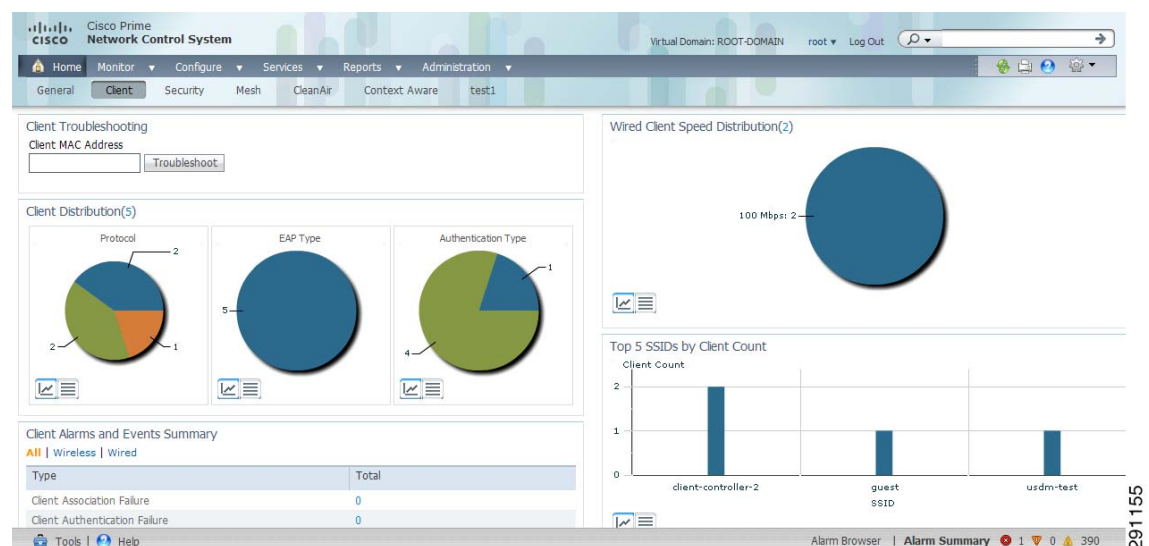 cisco
Cisco Prime
Network Control System
Virtual Domain: ROOT-DOMAIN root Log Out
Home Monitor Configure Services Reports Administration
General Client Security Mesh CleanAir Context Aware test1
Client Troubleshooting
Client MAC Address
Troubleshoot
Client Distribution(5)
Protocol
2
2
1
EAP Type
5
Authentication Type
1
4
Client Alarms and Events Summary
All | Wireless | Wired
Type Total
Client Association Failure 0
Client Authentication Failure 0
Wired Client Speed Distribution(2)
100 Mbps: 2
Top 5 SSIDs by Client Count
Client Count
2
1
0
client-controller-2 guest usdm-test
SSID
Tools | Help
Alarm Browser | Alarm Summary 1 0 390
291155